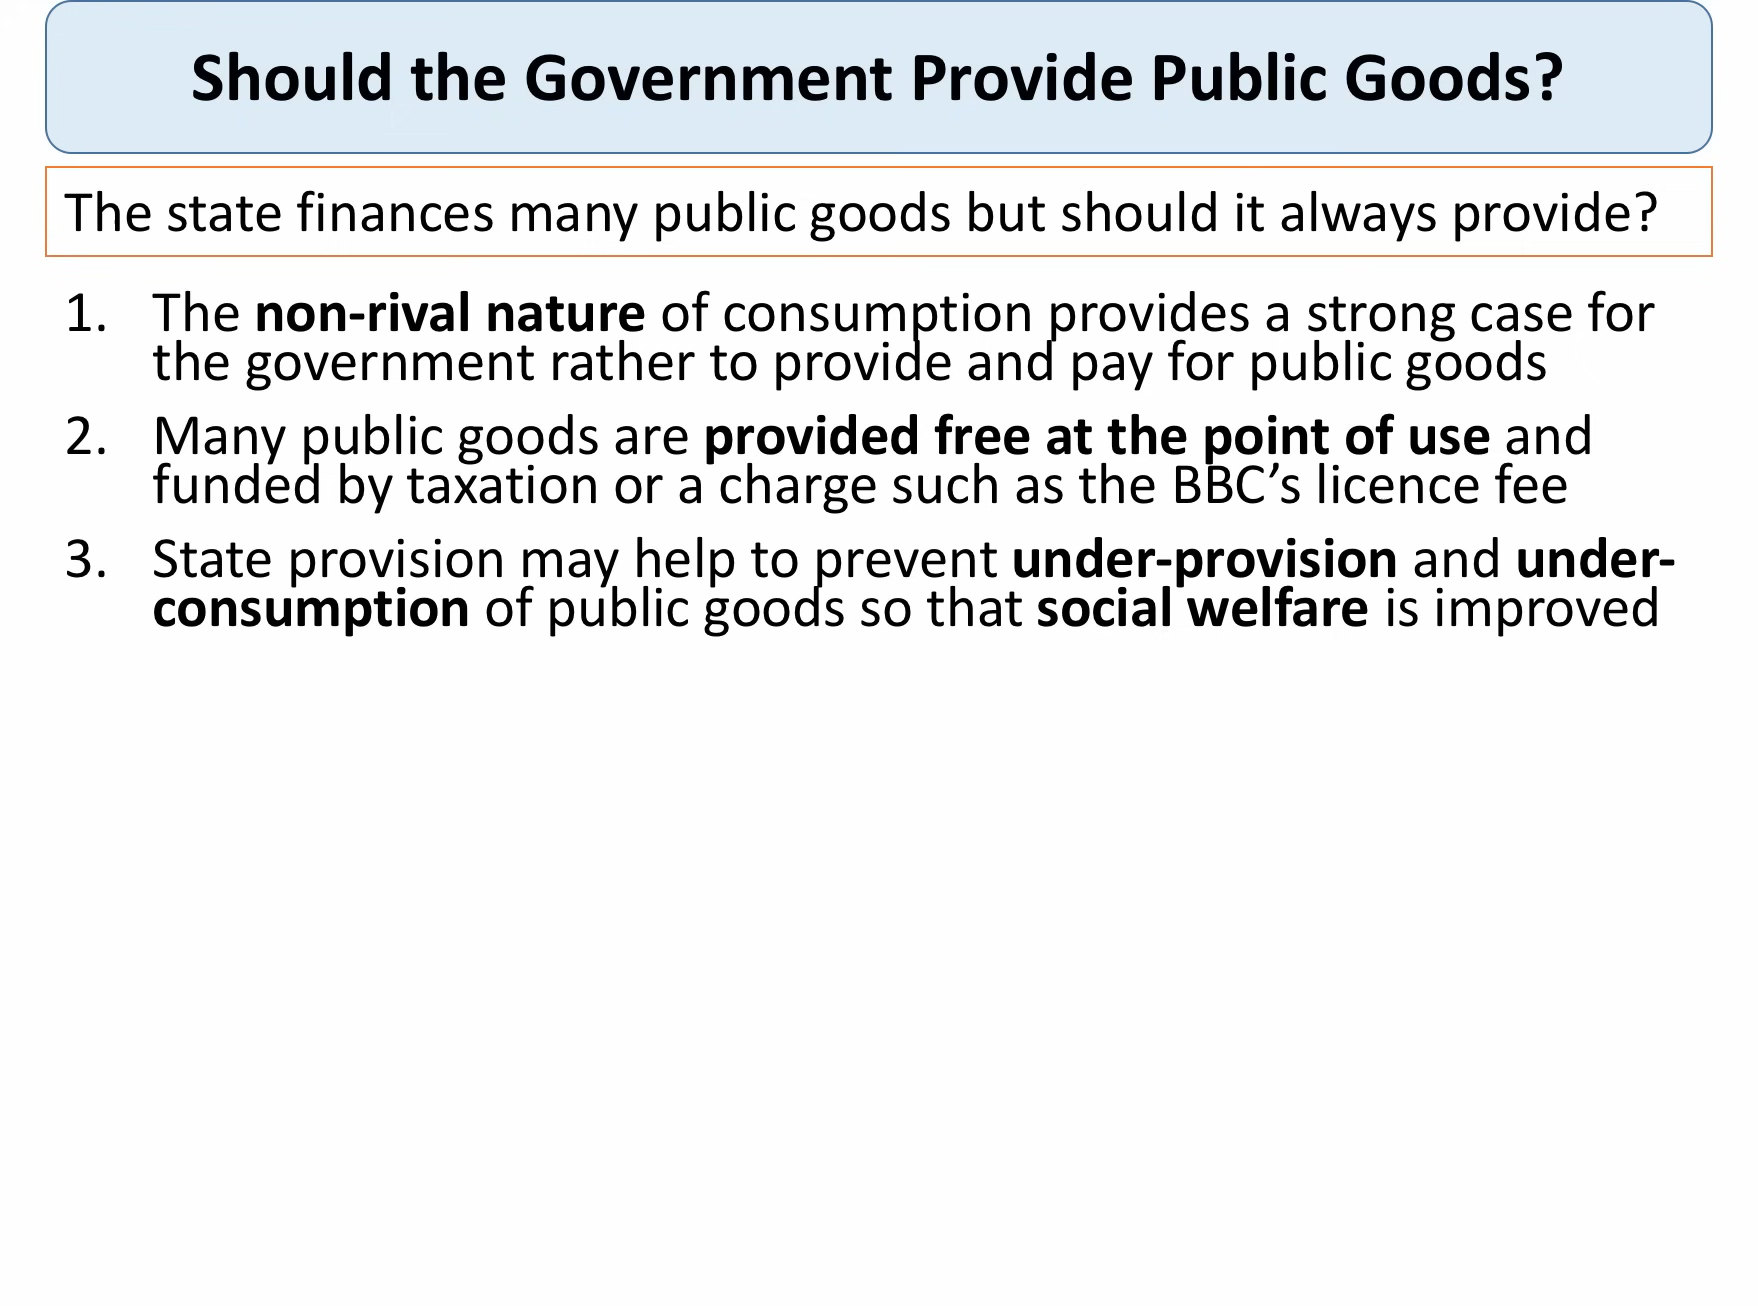 Should the Government Provide Public Goods?
The state finances many public goods but should it always provide?
1. The non-rival nature of consumption provides a strong case for
the government rather to provide and pay for public goods
2. Many public goods are provided free at the point of use and
funded by taxation or a charge such as the BBC’s licence fee
3. State provision may help to prevent under-provision and under-
consumption of public goods so that social welfare is improved